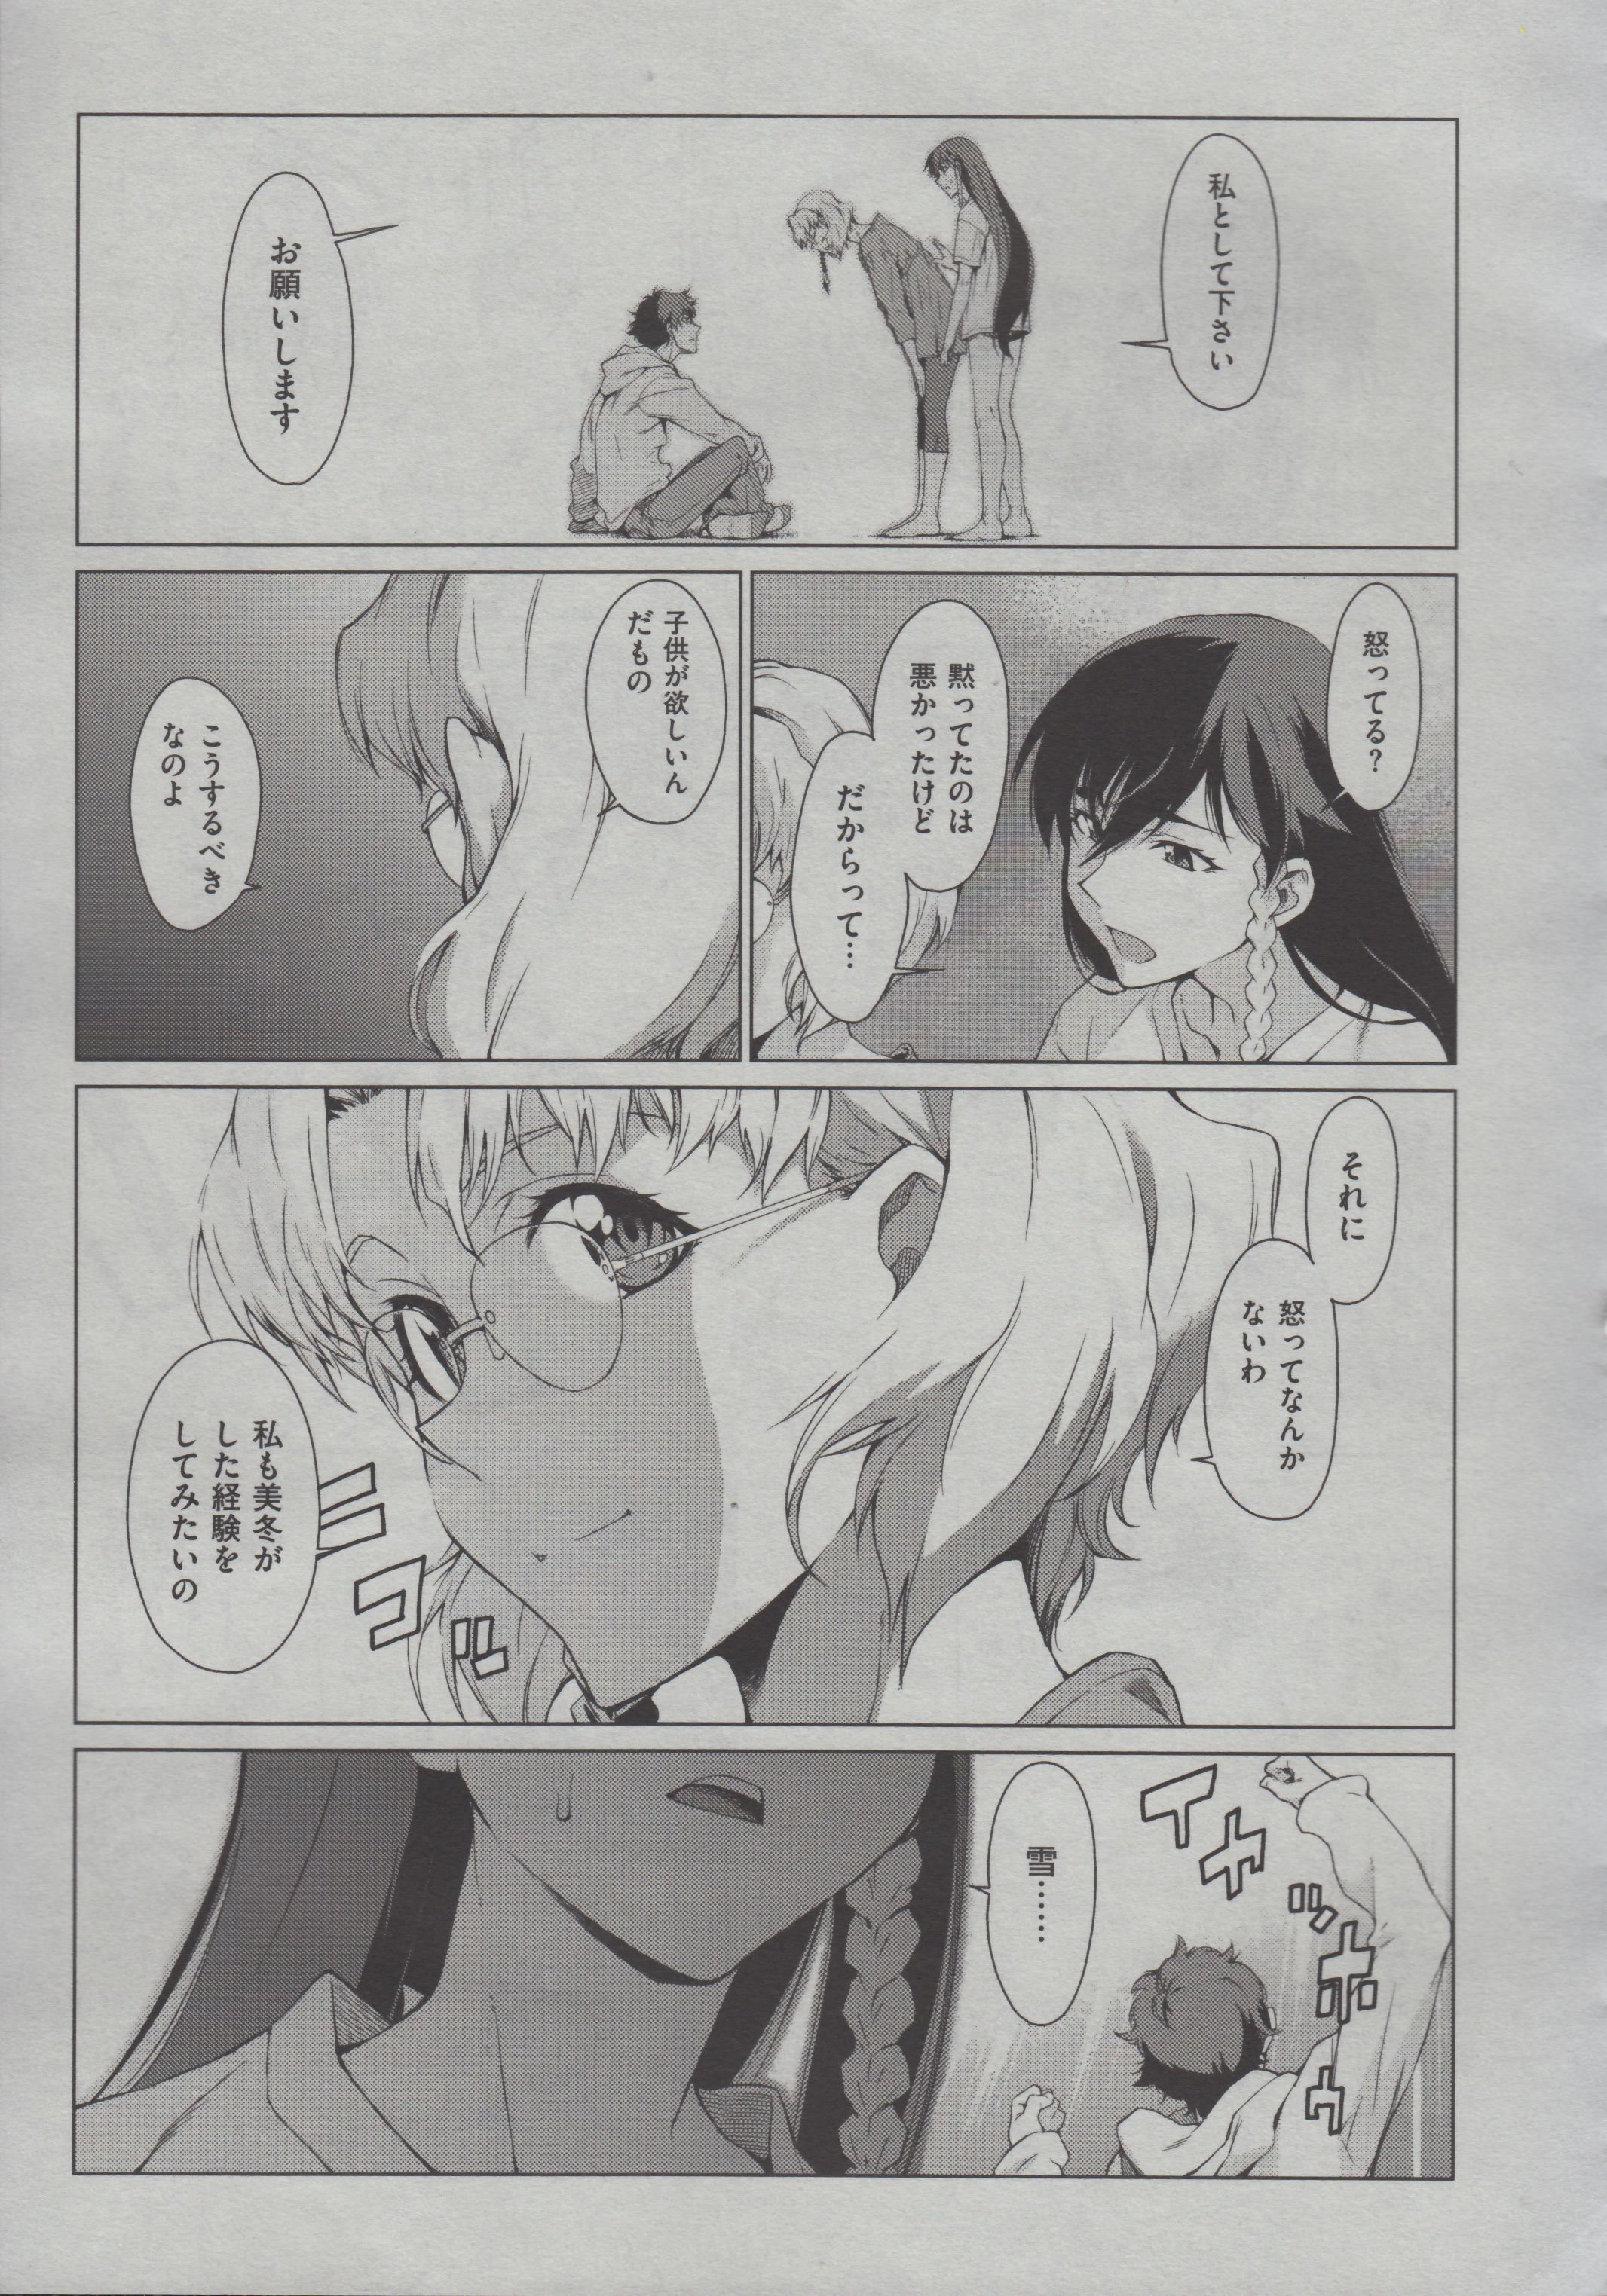 私として下さい
お願いします
怒ってる?
黙ってたのは
悪かったけど
だからって…
子供が欲しいん
だもの
こうするべき
なのよ
それに
怒ってなんか
ないわ
私も美冬が
した経験を
してみたいの
ニコッ
イメッ
ボウ
雪……